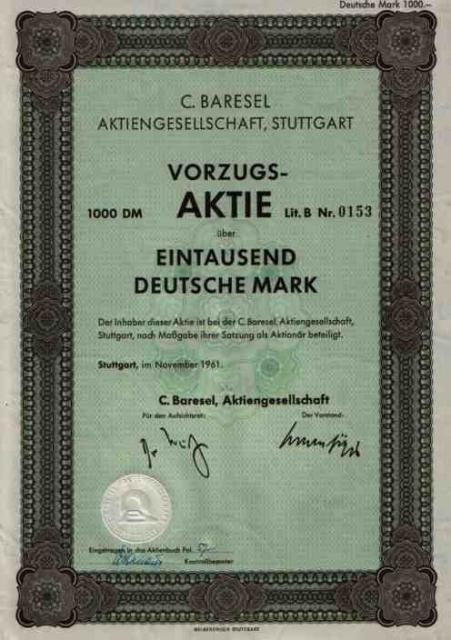 Deutsche Mark 1000.–
C. BARESEL
AKTIENGESELLSCHAFT, STUTTGART
VORZUGS-
1000 DM AKTIE Lit. B Nr. 0153
über
EINTAUSEND
DEUTSCHE MARK
Der Inhaber dieser Aktie ist bei der C. Baresel, Aktiengesellschaft,
Stuttgart, nach Maßgabe ihrer Satzung als Aktionär beteiligt.
Stuttgart, im November 1961.
C. Baresel, Aktiengesellschaft
Für den Aufsichtsrat: Der Vorstand:
Eingetragen in das Aktienbuch Fol.
Kontrollbeamter